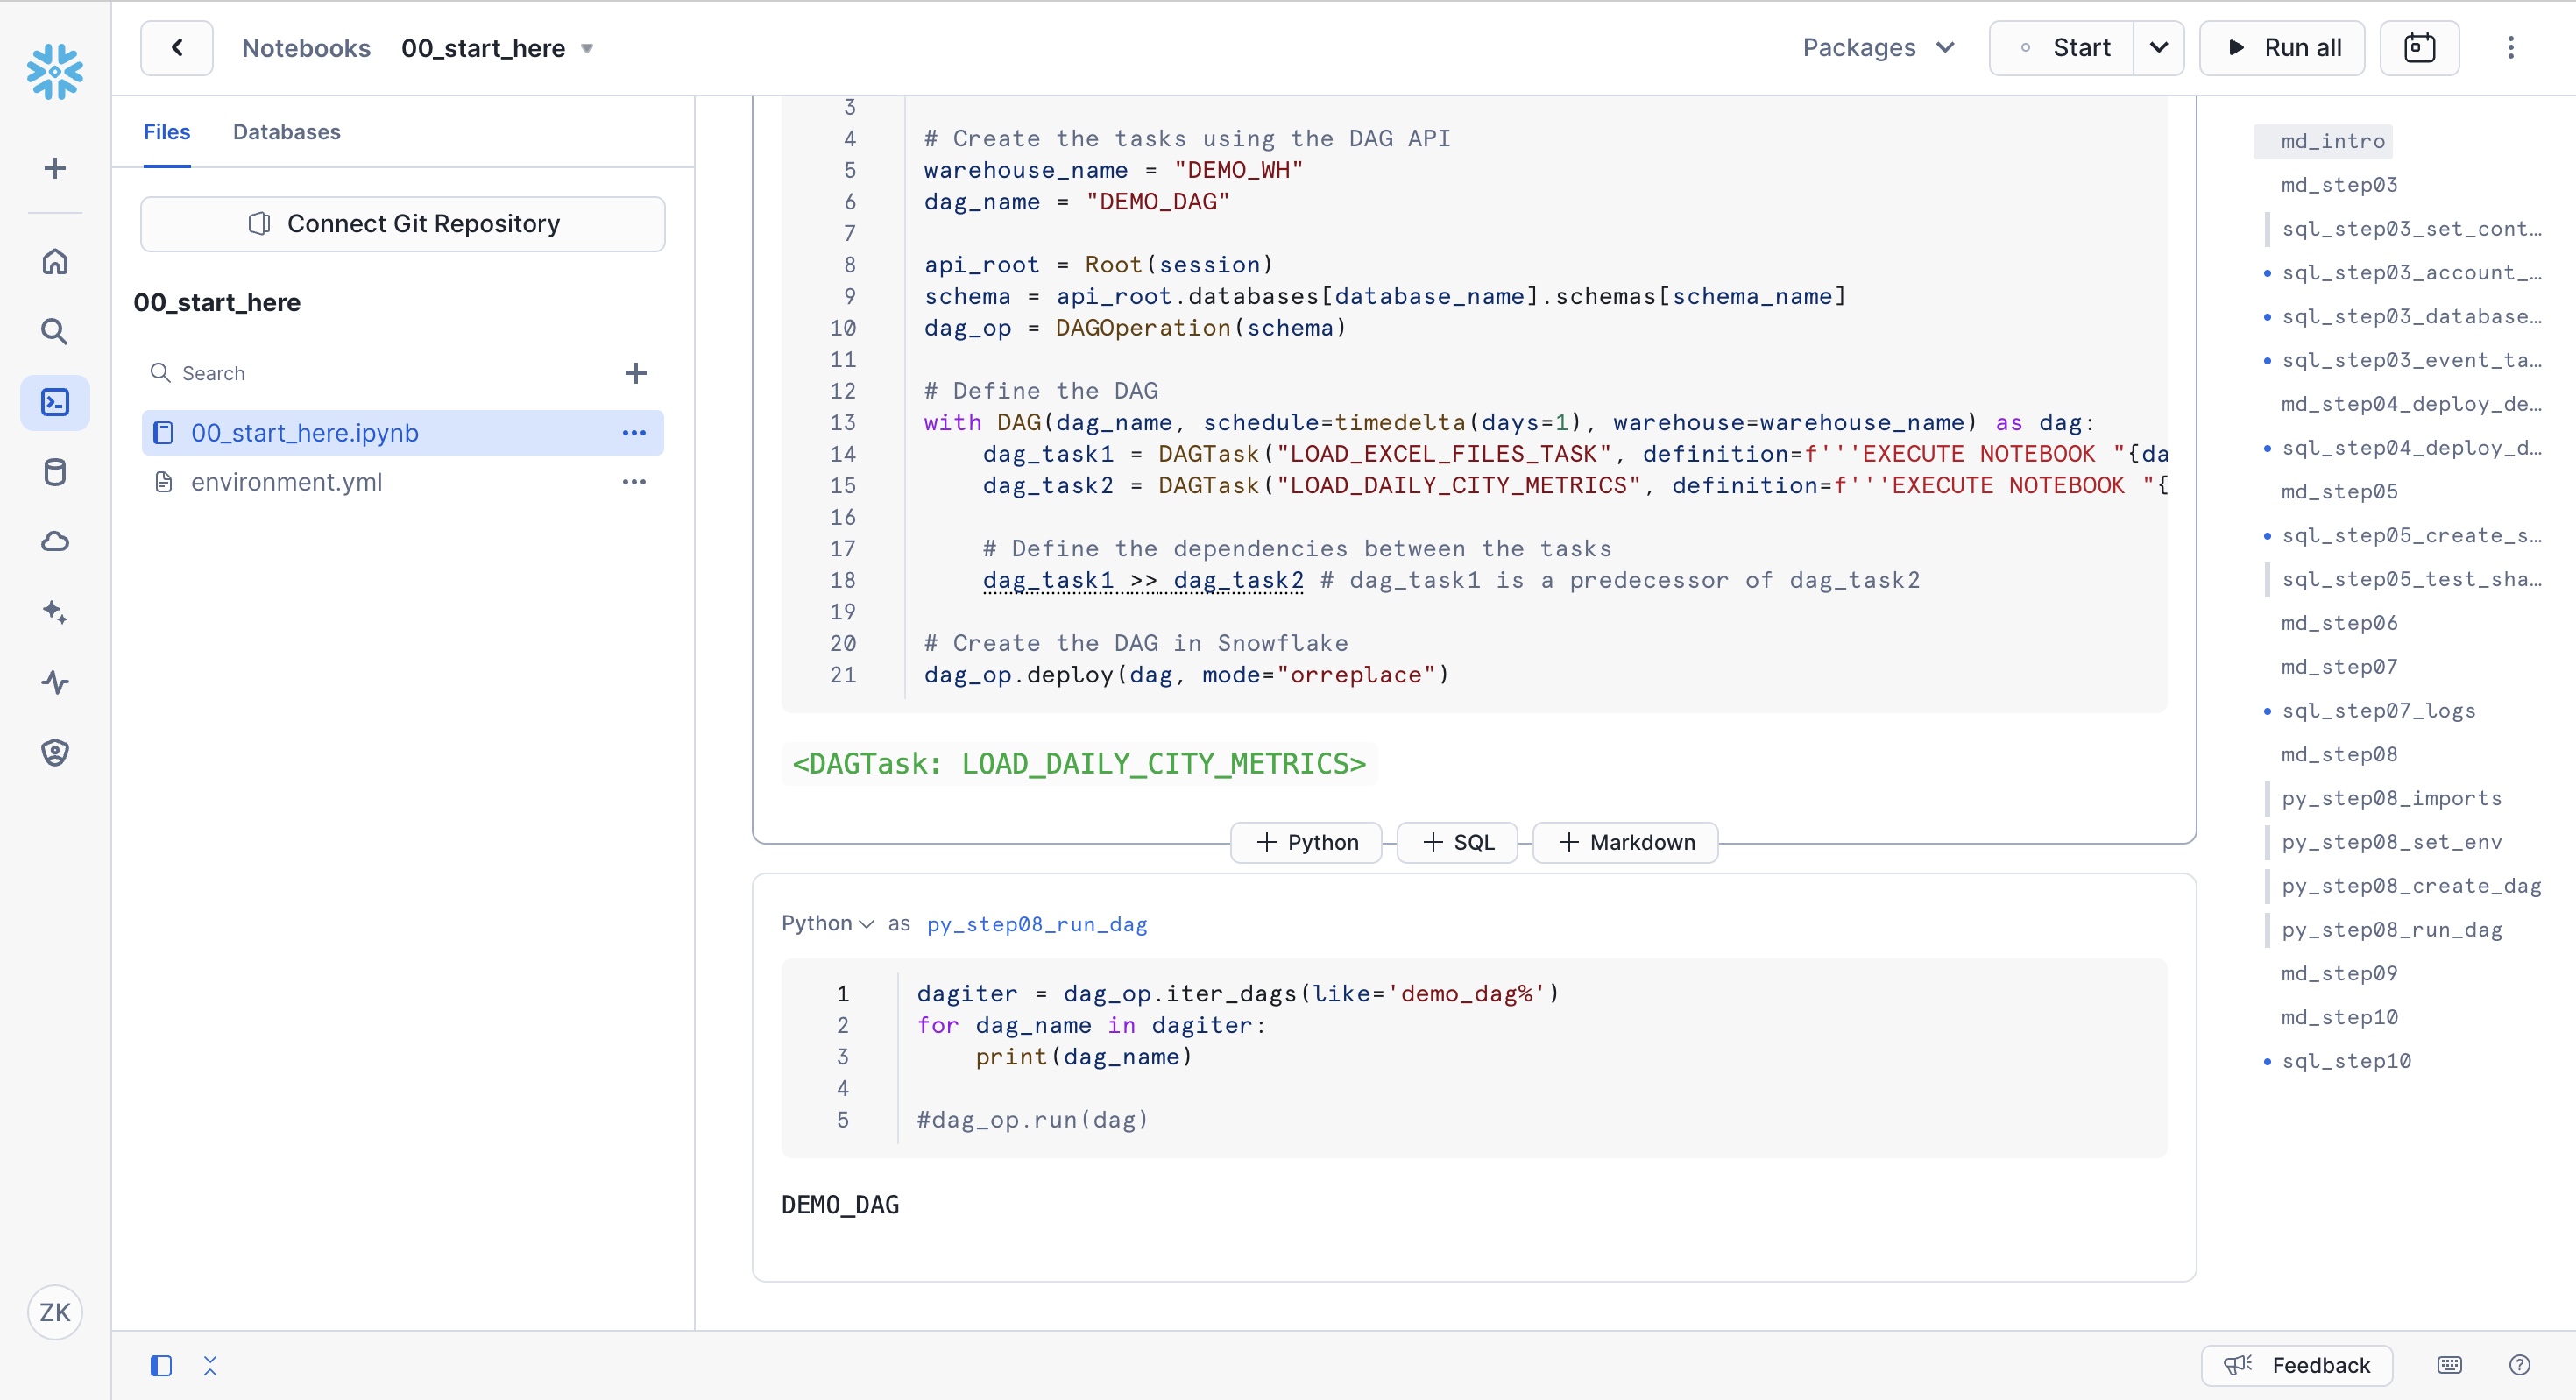 Notebooks 00_start_here
Packages
Start
Run all
Files Databases
Connect Git Repository
00_start_here
Search
00_start_here.ipynb
environment.yml
ZK
3
4 # Create the tasks using the DAG API
5 warehouse_name = "DEMO_WH"
6 dag_name = "DEMO_DAG"
7
8 api_root = Root(session)
9 schema = api_root.databases[database_name].schemas[schema_name]
10 dag_op = DAGOperation(schema)
11
12 # Define the DAG
13 with DAG(dag_name, schedule=timedelta(days=1), warehouse=warehouse_name) as dag:
14 dag_task1 = DAGTask("LOAD_EXCEL_FILES_TASK", definition=f'''EXECUTE NOTEBOOK "{da
15 dag_task2 = DAGTask("LOAD_DAILY_CITY_METRICS", definition=f'''EXECUTE NOTEBOOK "{
16
17 # Define the dependencies between the tasks
18 dag_task1 >> dag_task2 # dag_task1 is a predecessor of dag_task2
19
20 # Create the DAG in Snowflake
21 dag_op.deploy(dag, mode="orreplace")
<DAGTask: LOAD_DAILY_CITY_METRICS>
+ Python + SQL + Markdown
Python as py_step08_run_dag
1 dagiter = dag_op.iter_dags(like='demo_dag%')
2 for dag_name in dagiter:
3 print(dag_name)
4
5 #dag_op.run(dag)
DEMO_DAG
md_intro
md_step03
sql_step03_set_cont…
sql_step03_account_…
sql_step03_database…
sql_step03_event_ta…
md_step04_deploy_de…
sql_step04_deploy_d…
md_step05
sql_step05_create_s…
sql_step05_test_sha…
md_step06
md_step07
sql_step07_logs
md_step08
py_step08_imports
py_step08_set_env
py_step08_create_dag
py_step08_run_dag
md_step09
md_step10
sql_step10
Feedback